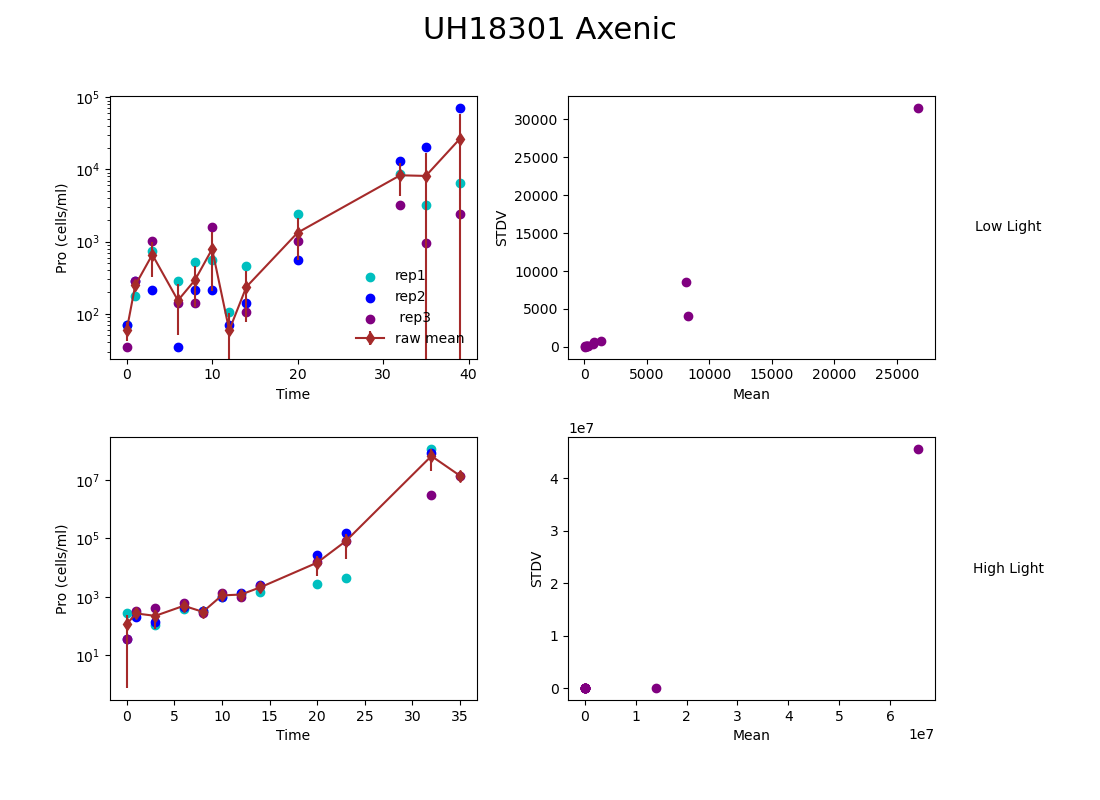 UH18301 Axenic
10^5
10^4
10^3
10^2
Pro (cells/ml)
0
10
20
30
40
Time
rep1
rep2
rep3
raw mean
30000
25000
20000
15000
10000
5000
0
STDV
0
5000
10000
15000
20000
25000
Mean
Low Light
10^7
10^5
10^3
10^1
Pro (cells/ml)
0
5
10
15
20
25
30
35
Time
1e7
4
3
2
1
0
STDV
0
1
2
3
4
5
6
1e7
Mean
High Light